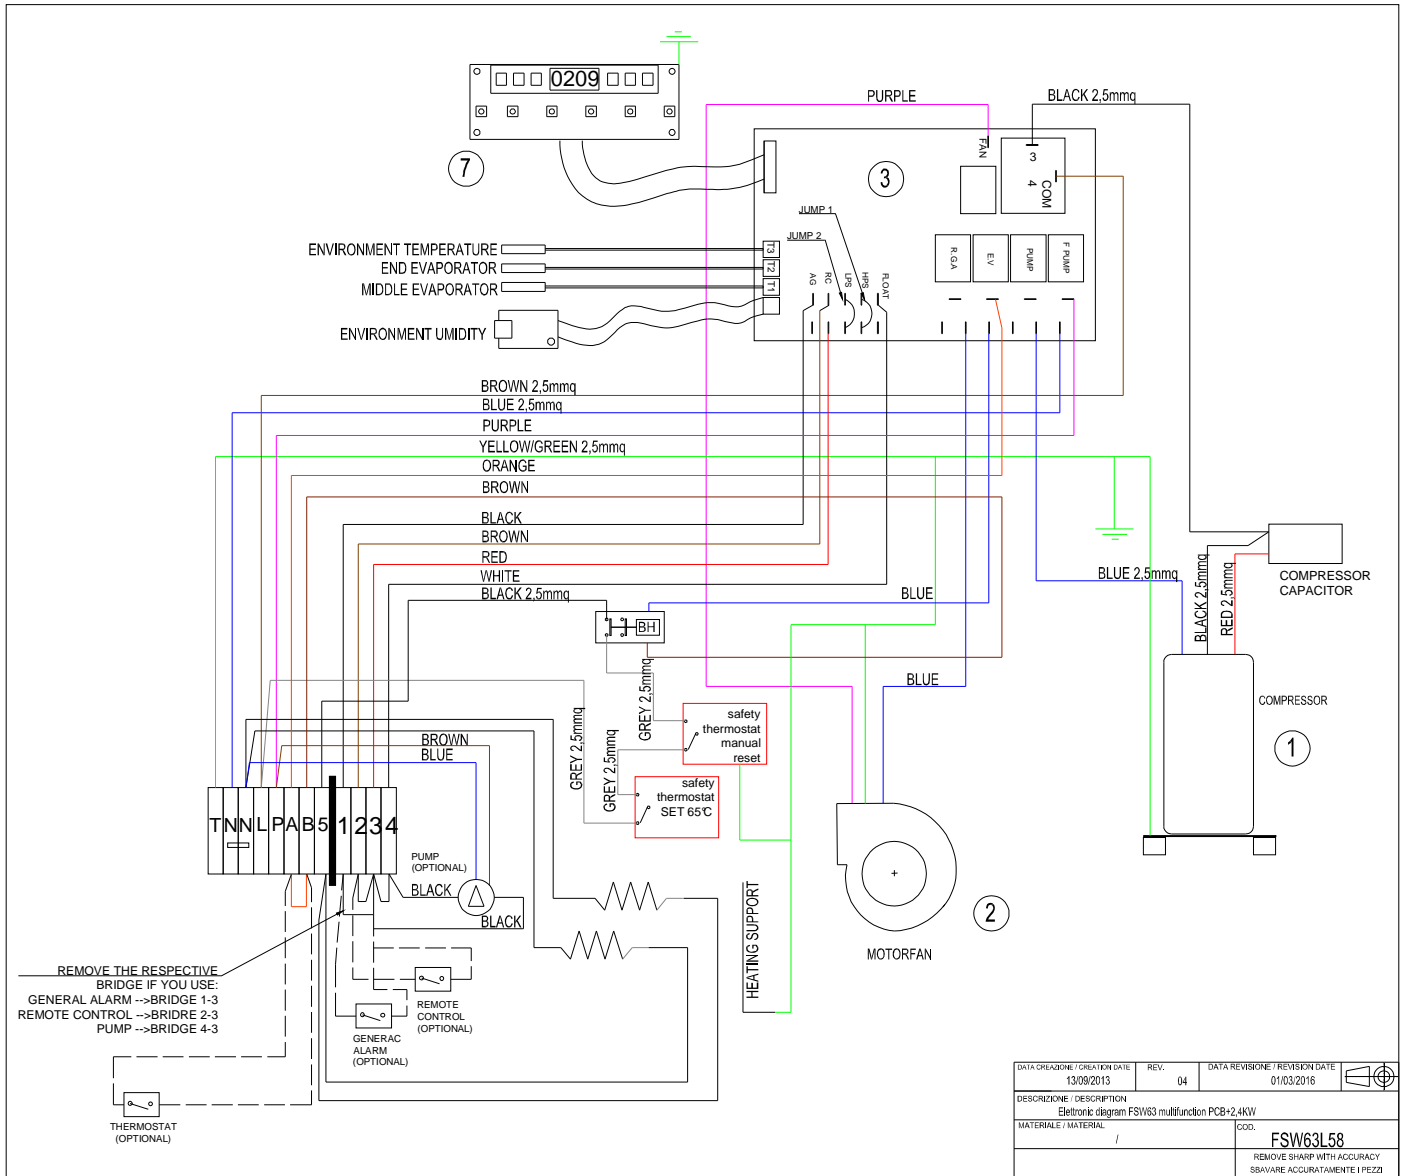 0209
7
PURPLE
BLACK 2,5mmq
FAN
3
3
4
COM
JUMP 1
JUMP 2
ENVIRONMENT TEMPERATURE
END EVAPORATOR
MIDDLE EVAPORATOR
ENVIRONMENT UMIDITY
T3
T2
T1
AG
RC
LPS
HPS
FLOAT
R.G.A
E.V
PUMP
F PUMP
BROWN 2,5mmq
BLUE 2,5mmq
PURPLE
YELLOW/GREEN 2,5mmq
ORANGE
BROWN
BLACK
BROWN
RED
WHITE
BLACK 2,5mmq
BLUE
BH
BLUE 2,5mmq
BLACK 2,5mmq
RED 2,5mmq
COMPRESSOR
CAPACITOR
COMPRESSOR
1
BLUE
GREY 2,5mmq
GREY 2,5mmq
GREY 2,5mmq
safety
thermostat
manual
reset
safety
thermostat
SET 65°C
BROWN
BLUE
T N N L P A B 5 1 2 3 4
PUMP
(OPTIONAL)
BLACK
BLACK
HEATING SUPPORT
MOTORFAN
2
REMOVE THE RESPECTIVE
BRIDGE IF YOU USE:
GENERAL ALARM -->BRIDGE 1-3
REMOTE CONTROL -->BRIDRE 2-3
PUMP -->BRIDGE 4-3
REMOTE
CONTROL
(OPTIONAL)
GENERAC
ALARM
(OPTIONAL)
THERMOSTAT
(OPTIONAL)
DATA CREAZIONE / CREATION DATE
13/09/2013
REV.
04
DATA REVISIONE / REVISION DATE
01/03/2016
DESCRIZIONE / DESCRIPTION
Elettronic diagram FSW63 multifunction PCB+2,4KW
MATERIALE / MATERIAL
/
COD.
FSW63L58
REMOVE SHARP WITH ACCURACY
SBAVARE ACCURATAMENTE I PEZZI